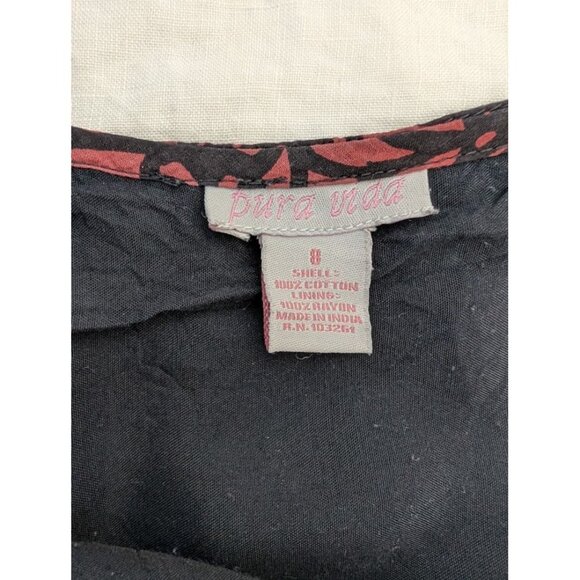 pura vida
8
SHELL:
100% COTTON
LINING:
100% RAYON
MADE IN INDIA
R.N. 103261